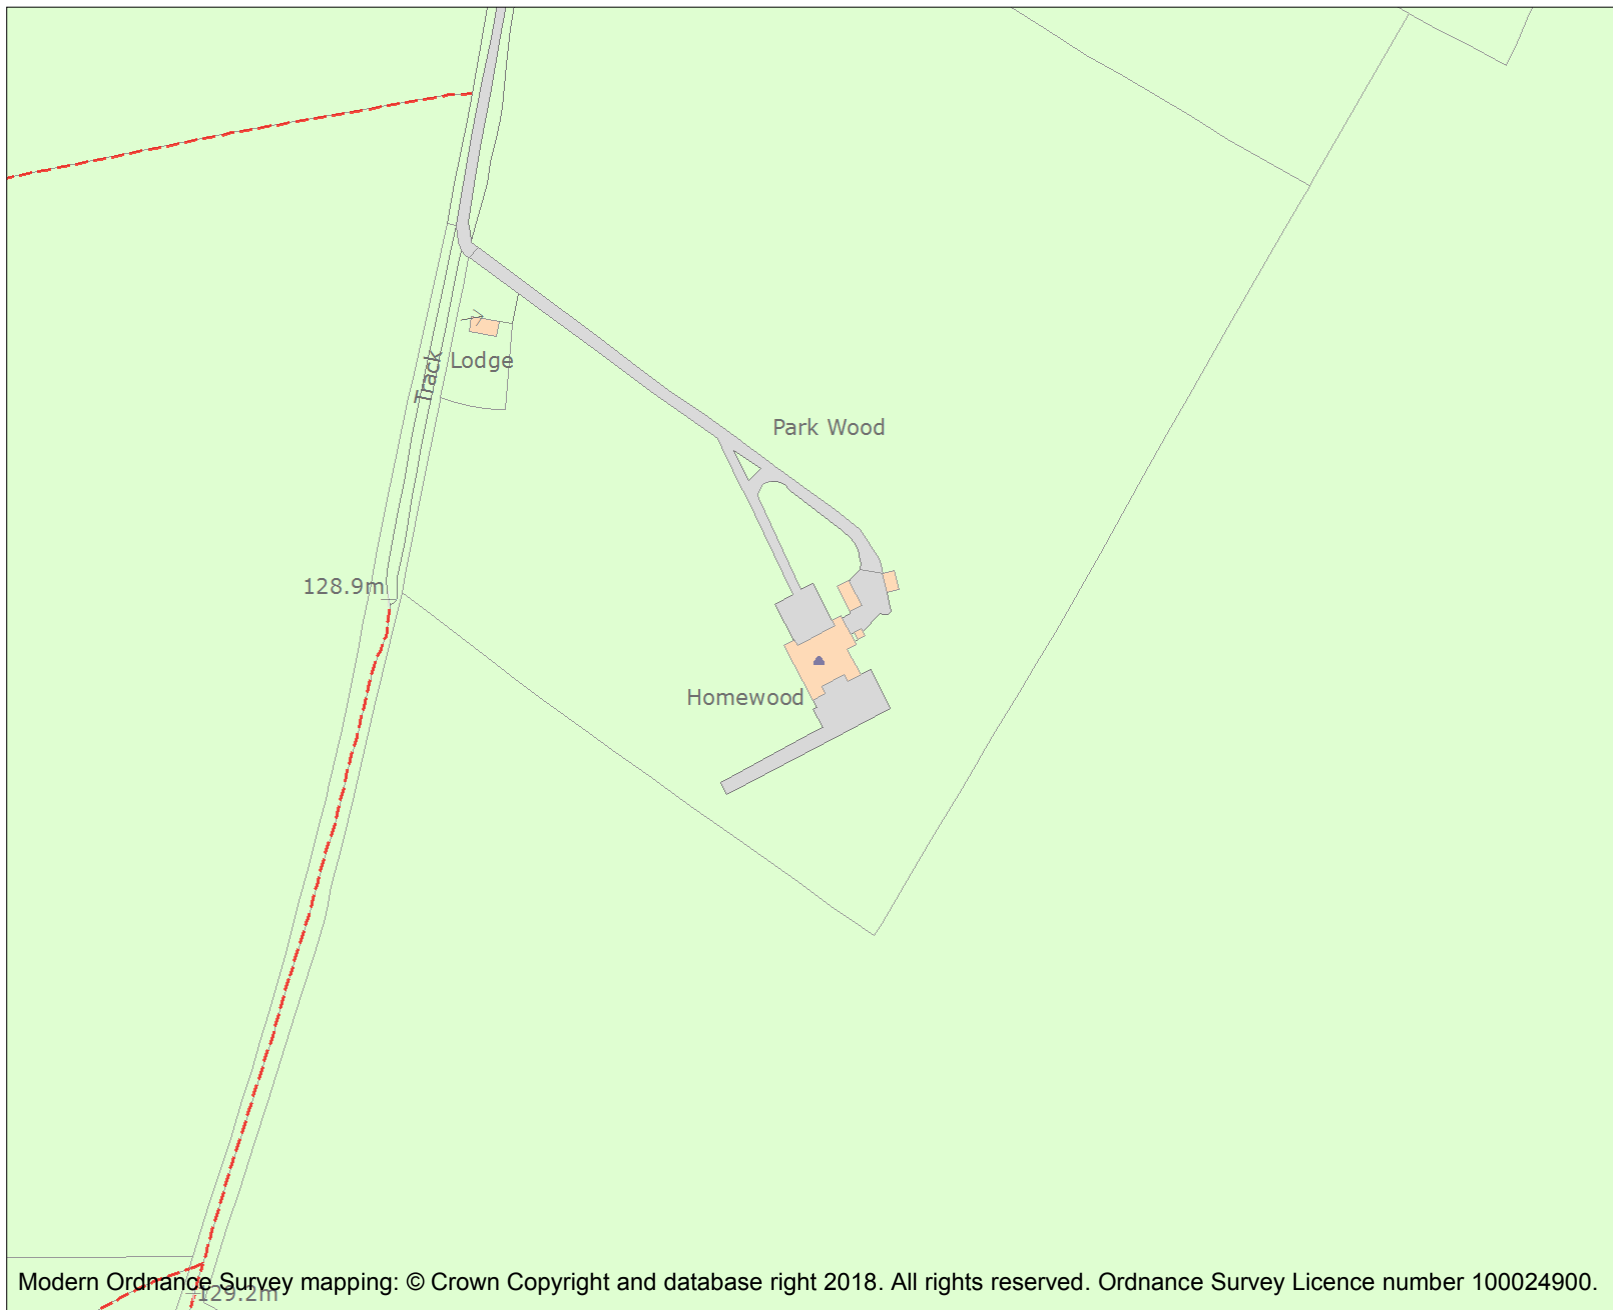 Track
Lodge
Park Wood
128.9m
Homewood
Modern Ordnance Survey mapping: © Crown Copyright and database right 2018. All rights reserved. Ordnance Survey Licence number 100024900.
129.2m